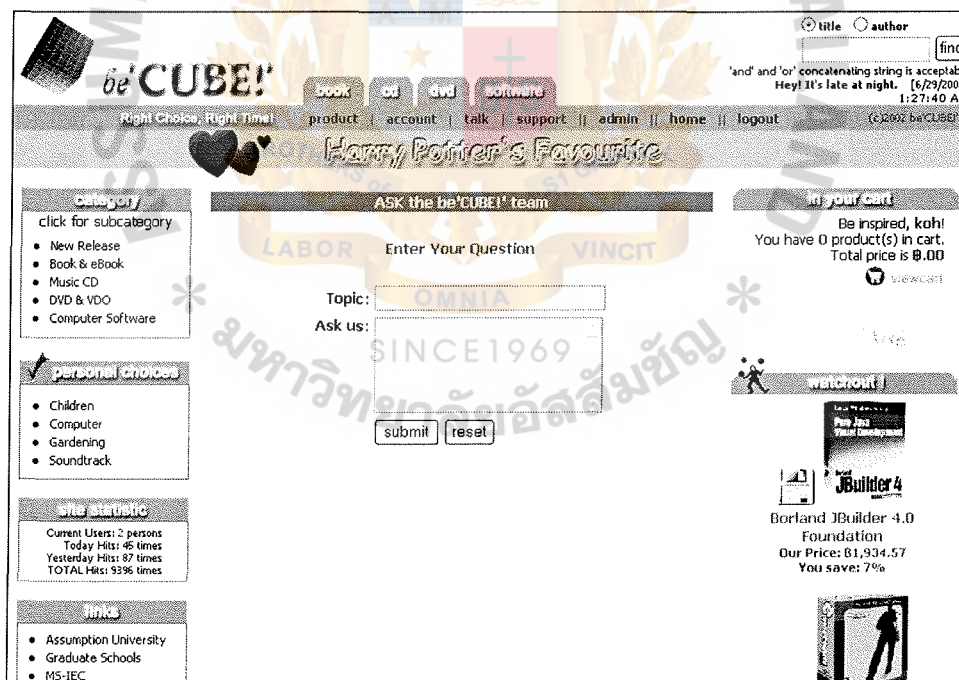 title author
find
be'CUBE!'
'and' and 'or' concatenating string is acceptab
Hey! It's late at night. [6/29/200
1:27:40 A
book cd dvd software
Right Choice, Right Time! product | account | talk | support || admin || home || logout (c)2002 be'CUBE!'
Harry Potter's Favourite
category
click for subcategory
New Release
Book & eBook
Music CD
DVD & VDO
Computer Software
personal choices
Children
Computer
Gardening
Soundtrack
site statistic
Current Users: 2 persons
Today Hits: 45 times
Yesterday Hits: 87 times
TOTAL Hits: 9396 times
links
Assumption University
Graduate Schools
MS-IEC
ASK the be'CUBE!' team
Enter Your Question
Topic:
Ask us:
submit reset
in your cart
Be inspired, koh!
You have 0 product(s) in cart.
Total price is ฿.00
viewcart
watchout !
JBuilder 4
Borland JBuilder 4.0
Foundation
Our Price: ฿1,934.57
You save: 7%
LABOR VINCIT
OMNIA
SINCE1969
มหาวิทยาลัยอัสสัมชัญ